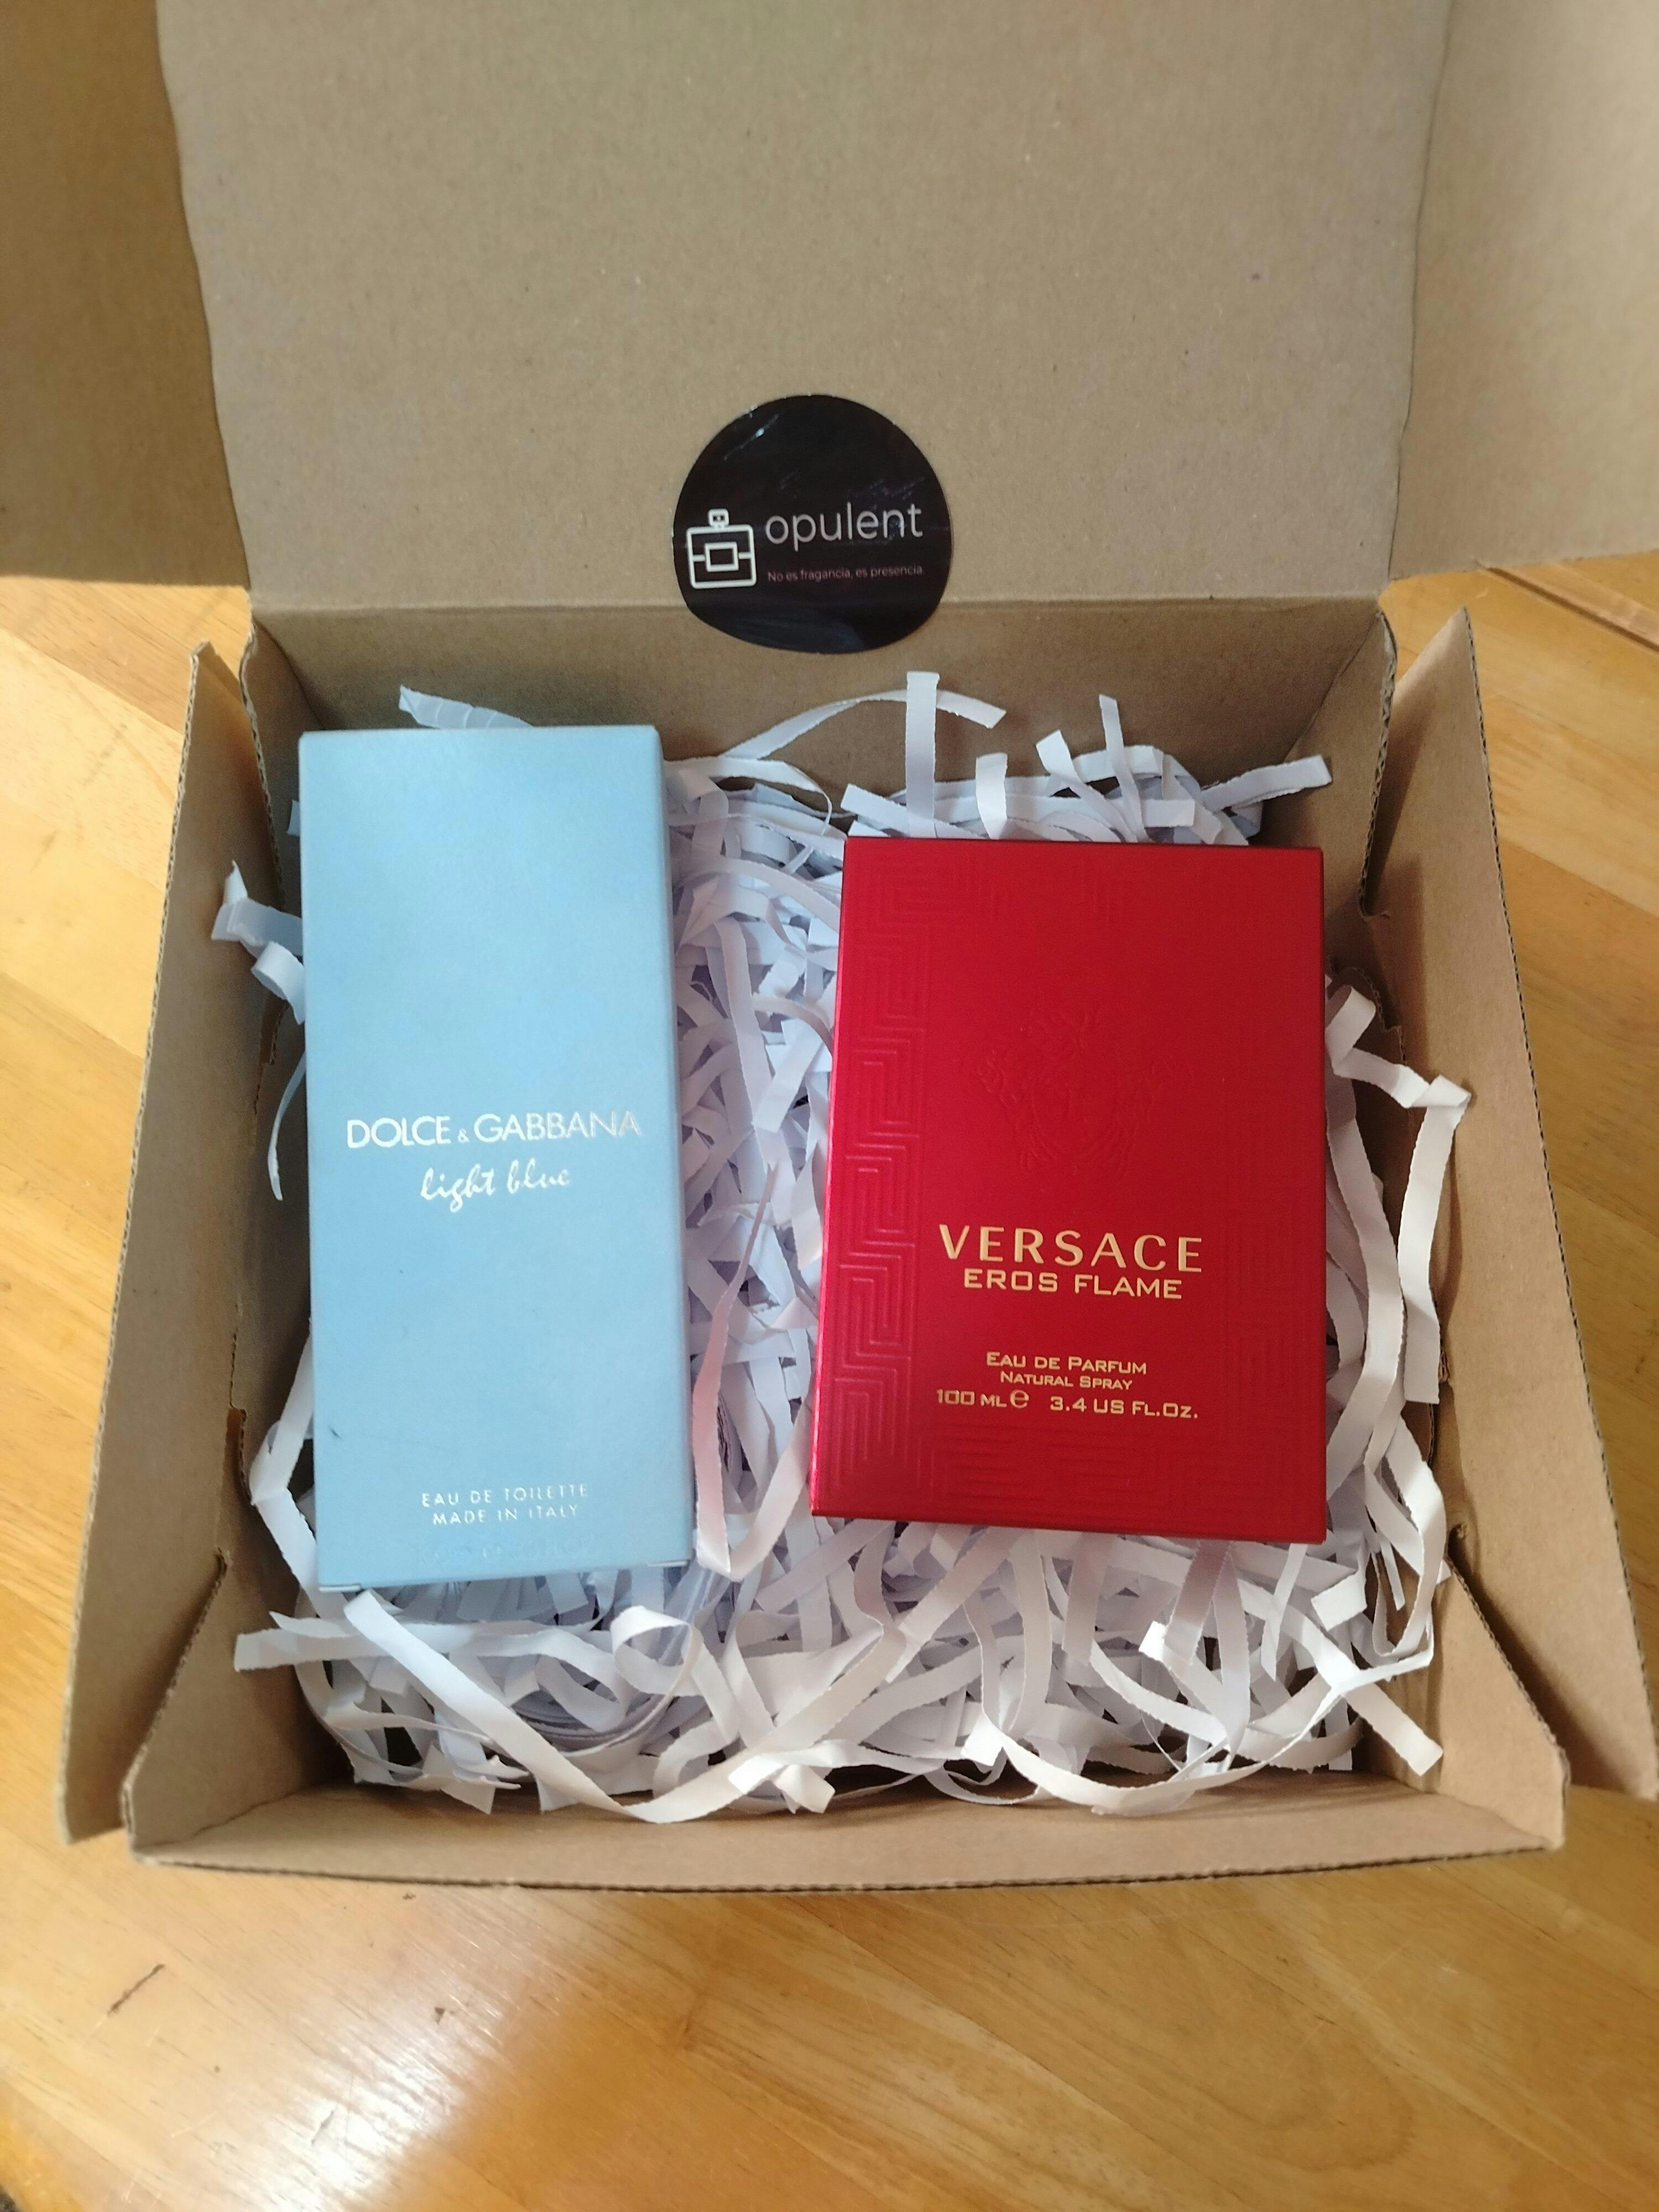 opulent
No es fragancia, es presencia.
DOLCE & GABBANA
light blue
EAU DE TOILETTE
MADE IN ITALY
VERSACE
EROS FLAME
EAU DE PARFUM
NATURAL SPRAY
100 ML e 3.4 US FL.OZ.